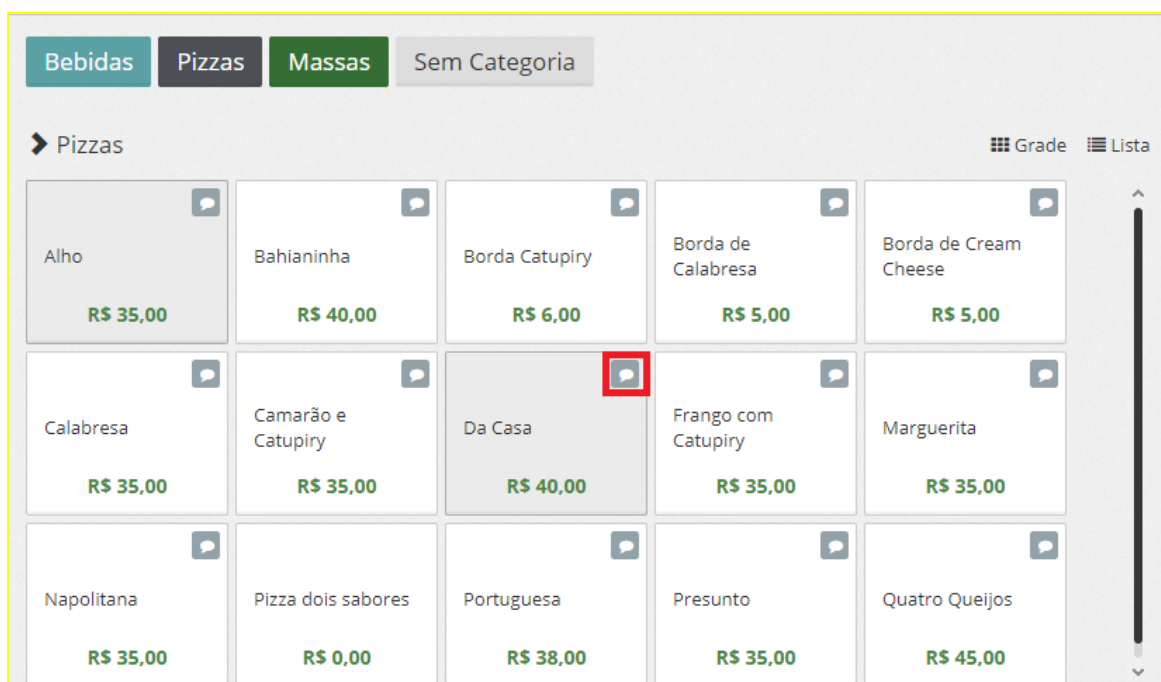 Bebidas Pizzas Massas Sem Categoria
Pizzas Grade Lista
Alho
R$ 35,00
Bahianinha
R$ 40,00
Borda Catupiry
R$ 6,00
Borda de
Calabresa
R$ 5,00
Borda de Cream
Cheese
R$ 5,00
Calabresa
R$ 35,00
Camarão e
Catupiry
R$ 35,00
Da Casa
R$ 40,00
Frango com
Catupiry
R$ 35,00
Marguerita
R$ 35,00
Napolitana
R$ 35,00
Pizza dois sabores
R$ 0,00
Portuguesa
R$ 38,00
Presunto
R$ 35,00
Quatro Queijos
R$ 45,00